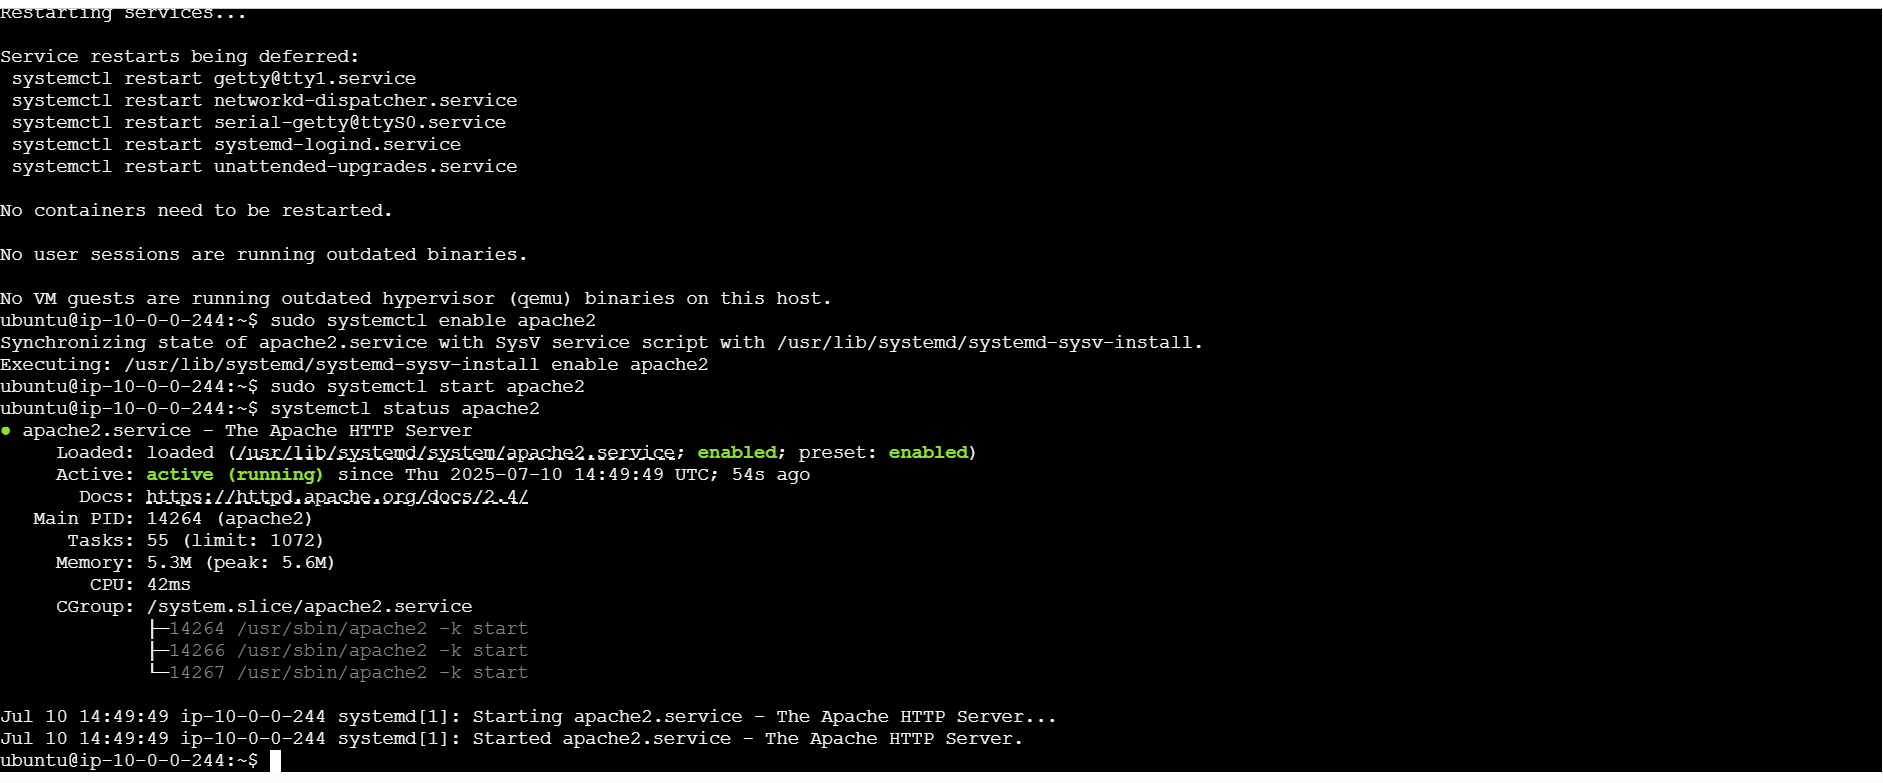 Restarting services...
Service restarts being deferred:
systemctl restart getty@tty1.service
systemctl restart networkd-dispatcher.service
systemctl restart serial-getty@ttyS0.service
systemctl restart systemd-logind.service
systemctl restart unattended-upgrades.service
No containers need to be restarted.
No user sessions are running outdated binaries.
No VM guests are running outdated hypervisor (qemu) binaries on this host.
ubuntu@ip-10-0-0-244:~$ sudo systemctl enable apache2
Synchronizing state of apache2.service with SysV service script with /usr/lib/systemd/systemd-sysv-install.
Executing: /usr/lib/systemd/systemd-sysv-install enable apache2
ubuntu@ip-10-0-0-244:~$ sudo systemctl start apache2
ubuntu@ip-10-0-0-244:~$ systemctl status apache2
● apache2.service - The Apache HTTP Server
Loaded: loaded (/usr/lib/systemd/system/apache2.service; enabled; preset: enabled)
Active: active (running) since Thu 2025-07-10 14:49:49 UTC; 54s ago
Docs: https://httpd.apache.org/docs/2.4/
Main PID: 14264 (apache2)
Tasks: 55 (limit: 1072)
Memory: 5.3M (peak: 5.6M)
CPU: 42ms
CGroup: /system.slice/apache2.service
├─14264 /usr/sbin/apache2 -k start
├─14266 /usr/sbin/apache2 -k start
└─14267 /usr/sbin/apache2 -k start
Jul 10 14:49:49 ip-10-0-0-244 systemd[1]: Starting apache2.service - The Apache HTTP Server...
Jul 10 14:49:49 ip-10-0-0-244 systemd[1]: Started apache2.service - The Apache HTTP Server.
ubuntu@ip-10-0-0-244:~$